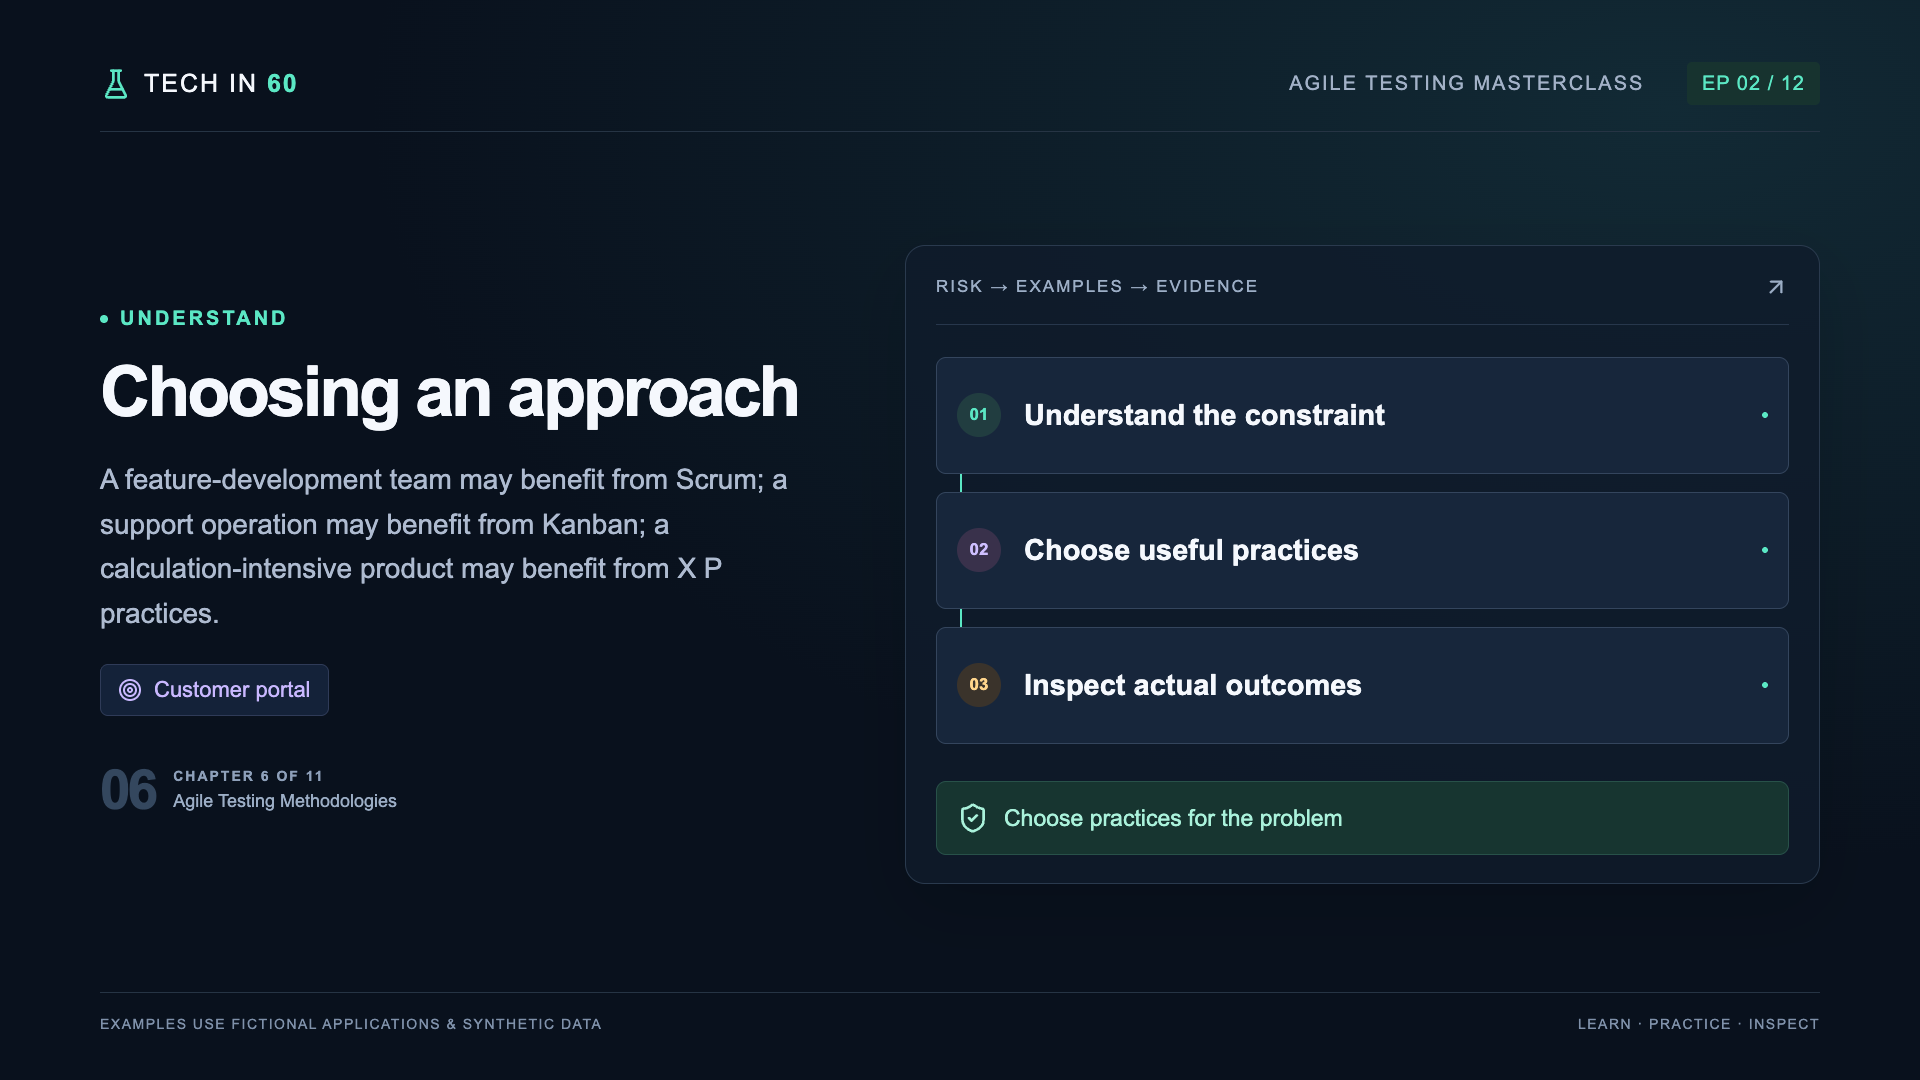 TECH IN 60
AGILE TESTING MASTERCLASS
EP 02 / 12
UNDERSTAND
Choosing an approach
A feature-development team may benefit from Scrum; a
support operation may benefit from Kanban; a
calculation-intensive product may benefit from X P
practices.
Customer portal
06
CHAPTER 6 OF 11
Agile Testing Methodologies
RISK → EXAMPLES → EVIDENCE
01
Understand the constraint
02
Choose useful practices
03
Inspect actual outcomes
Choose practices for the problem
EXAMPLES USE FICTIONAL APPLICATIONS & SYNTHETIC DATA
LEARN · PRACTICE · INSPECT